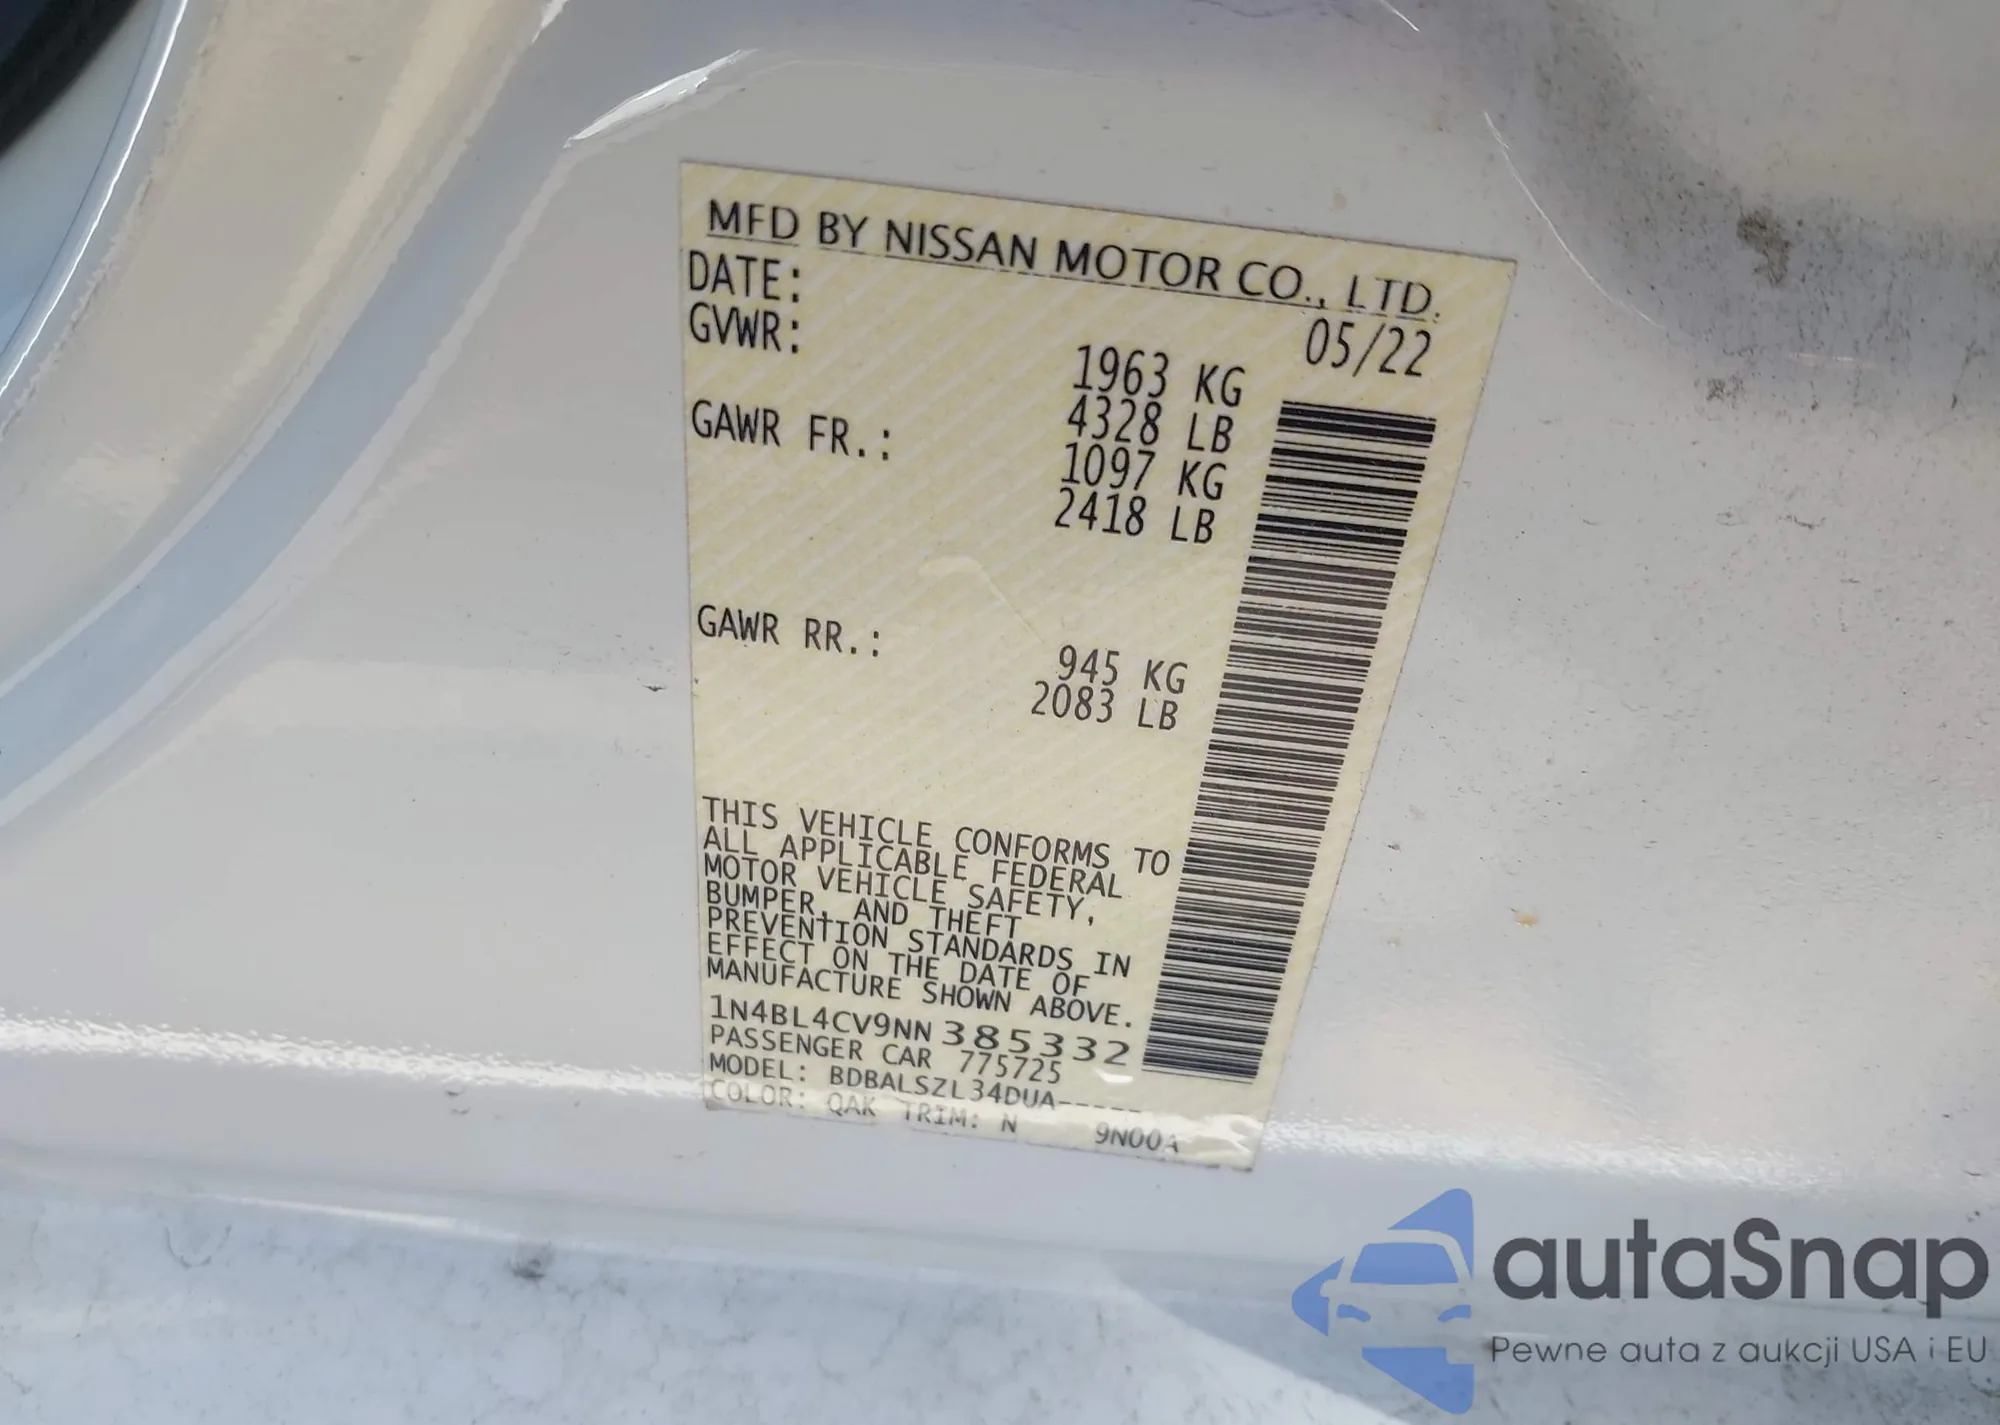 MFD BY NISSAN MOTOR CO., LTD.
DATE: 05/22
GVWR: 1963 KG
4328 LB
GAWR FR.: 1097 KG
2418 LB
GAWR RR.: 945 KG
2083 LB
THIS VEHICLE CONFORMS TO
ALL APPLICABLE FEDERAL
MOTOR VEHICLE SAFETY,
BUMPER, AND THEFT
PREVENTION STANDARDS IN
EFFECT ON THE DATE OF
MANUFACTURE SHOWN ABOVE.
1N4BL4CV9NN385332
PASSENGER CAR 775725
MODEL: BDBALSZL34DUA-----
COLOR: QAK TRIM: N 9N00A
autaSnap
Pewne auta z aukcji USA i EU